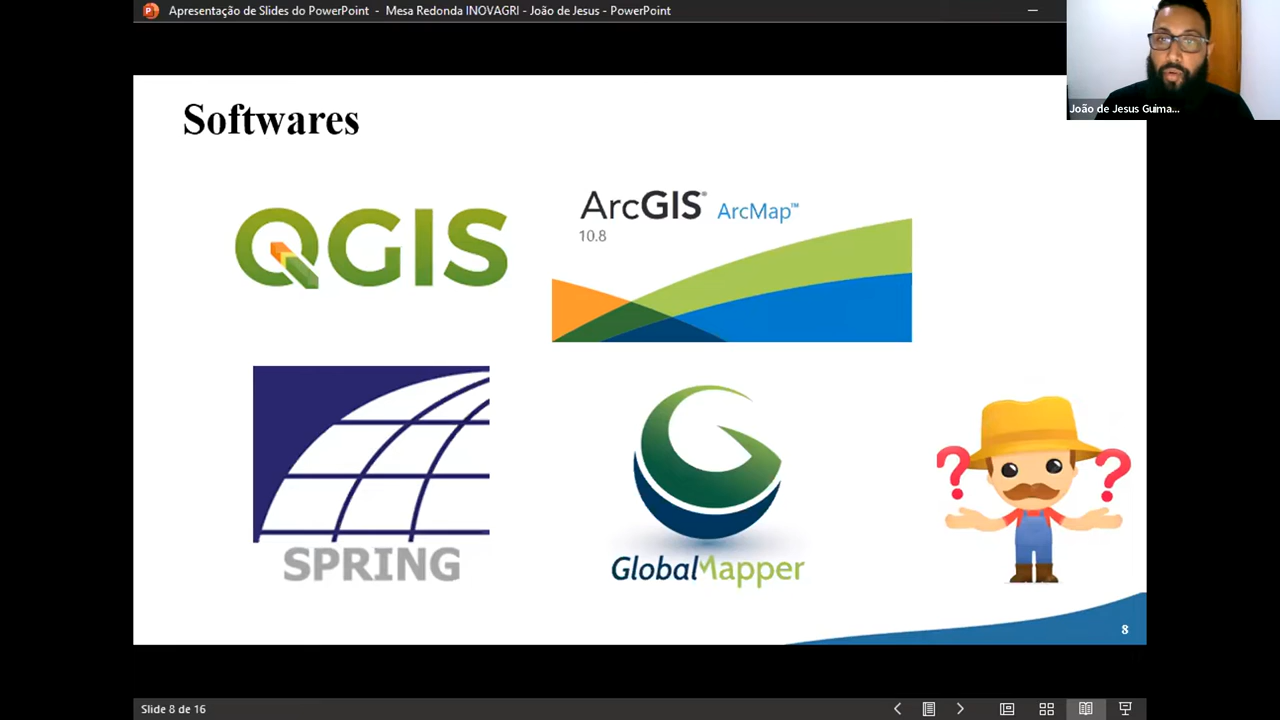 Apresentação de Slides do PowerPoint - Mesa Redonda INOVAGRI - João de Jesus - PowerPoint
João de Jesus Guima...
Softwares
QGIS
ArcGIS® ArcMap™
10.8
SPRING
GlobalMapper
? ?
8
Slide 8 de 16